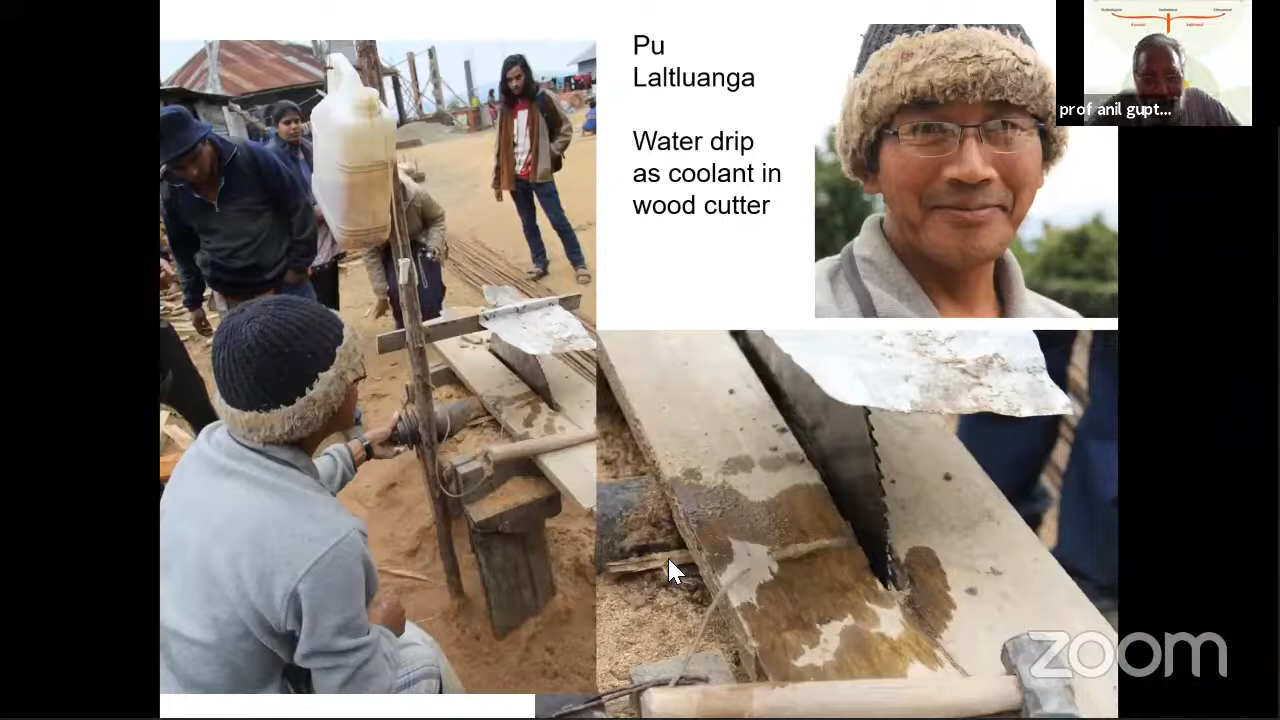 Pu
Laltluanga
Water drip
as coolant in
wood cutter
prof anil gupt...
zoom